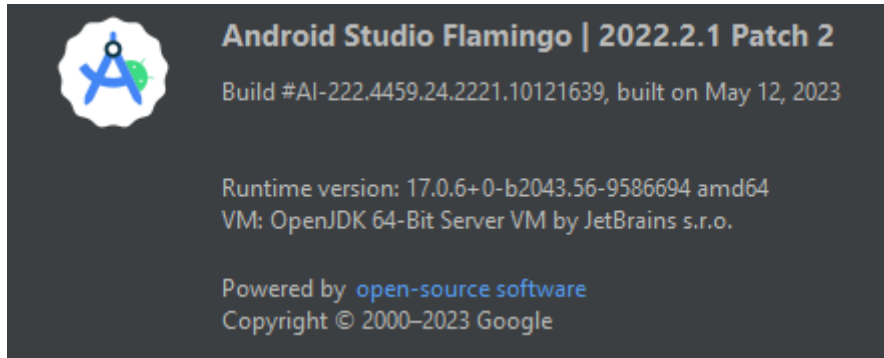 Android Studio Flamingo | 2022.2.1 Patch 2
Build #AI-222.4459.24.2221.10121639, built on May 12, 2023
Runtime version: 17.0.6+0-b2043.56-9586694 amd64
VM: OpenJDK 64-Bit Server VM by JetBrains s.r.o.
Powered by open-source software
Copyright © 2000–2023 Google